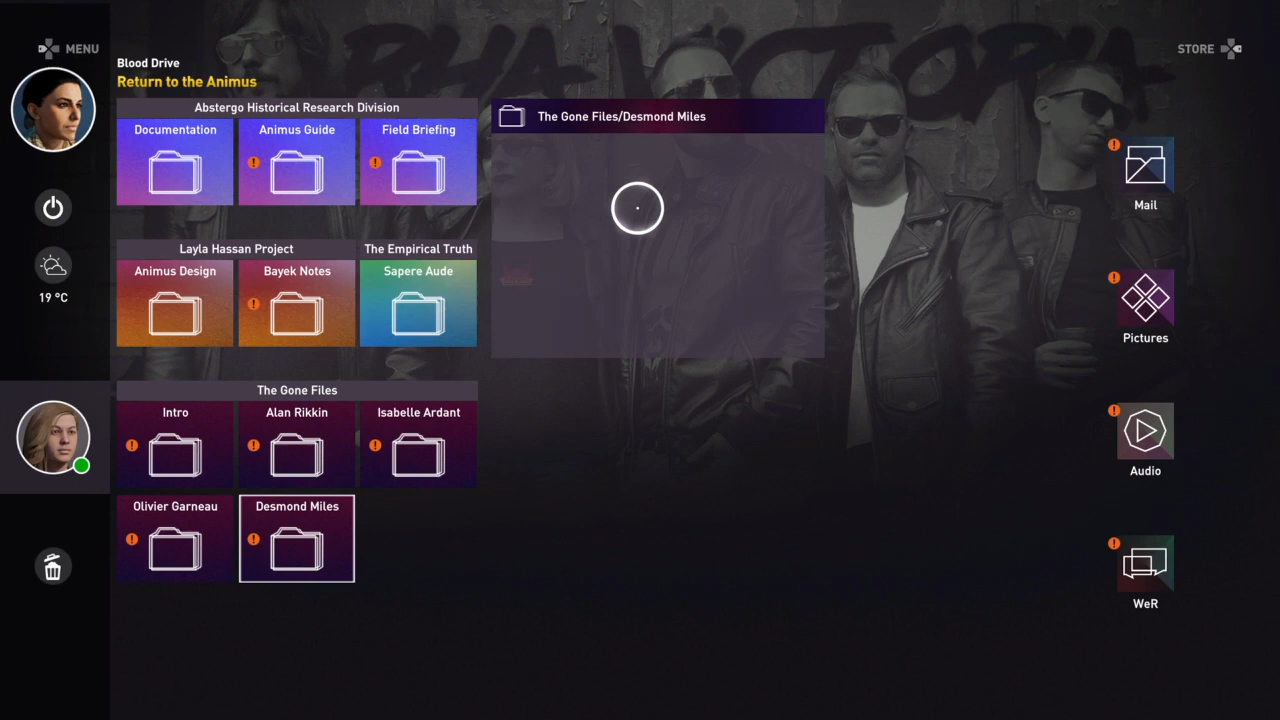 MENU
STORE
Blood Drive
Return to the Animus
Abstergo Historical Research Division
Documentation
Animus Guide
Field Briefing
The Gone Files/Desmond Miles
Mail
Layla Hassan Project
The Empirical Truth
Animus Design
Bayek Notes
Sapere Aude
19 °C
Pictures
The Gone Files
Intro
Alan Rikkin
Isabelle Ardant
Audio
Olivier Garneau
Desmond Miles
WeR